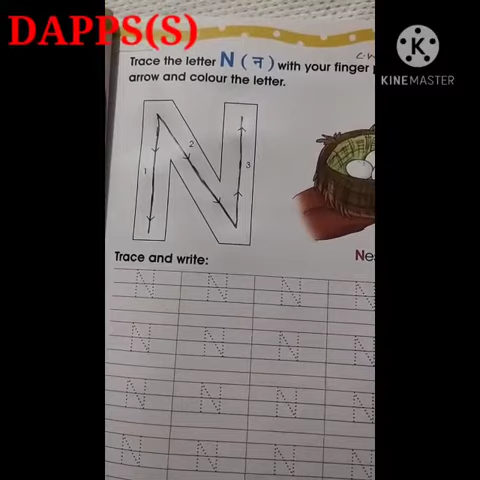 DAPPS(S)
Trace the letter N ( न ) with your finger
arrow and colour the letter.
K
KINEMASTER
N
1
2
3
Nes
Trace and write:
N N N N
N N N N
N N N N
N N N N